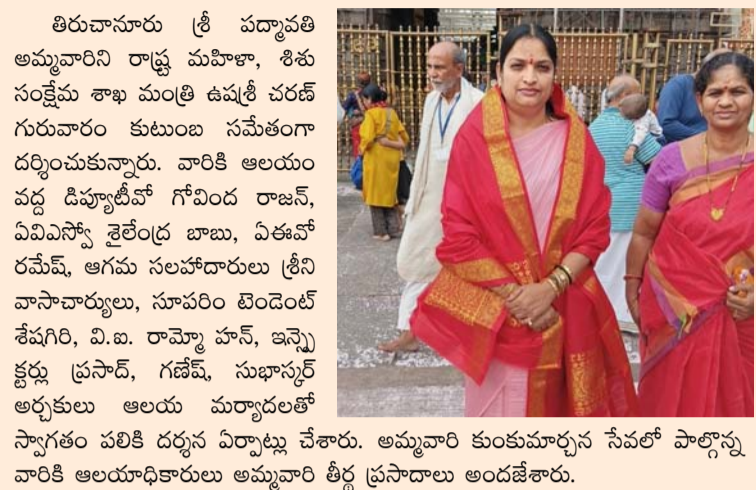 తిరుచానూరు శ్రీ పద్మావతి
అమ్మవారిని రాష్ట్ర మహిళా, శిశు
సంక్షేమ శాఖ మంత్రి ఉషశ్రీ చరణ్
గురువారం కుటుంబ సమేతంగా
దర్శించుకున్నారు. వారికి ఆలయం
వద్ద డిప్యూటీవో గోవింద రాజన్,
ఏవిఎస్వో శైలేంద్ర బాబు, ఏఈవో
రమేష్, ఆగమ సలహాదారులు శ్రీని
వాసాచార్యులు, సూపరిం టెండెంట్
శేషగిరి, వి.ఐ. రామ్మో హన్, ఇన్స్పె
క్టర్లు ప్రసాద్, గణేష్, సుభాస్కర్
అర్చకులు ఆలయ మర్యాదలతో
స్వాగతం పలికి దర్శన ఏర్పాట్లు చేశారు. అమ్మవారి కుంకుమార్చన సేవలో పాల్గొన్న
వారికి ఆలయాధికారులు అమ్మవారి తీర్థ ప్రసాదాలు అందజేశారు.